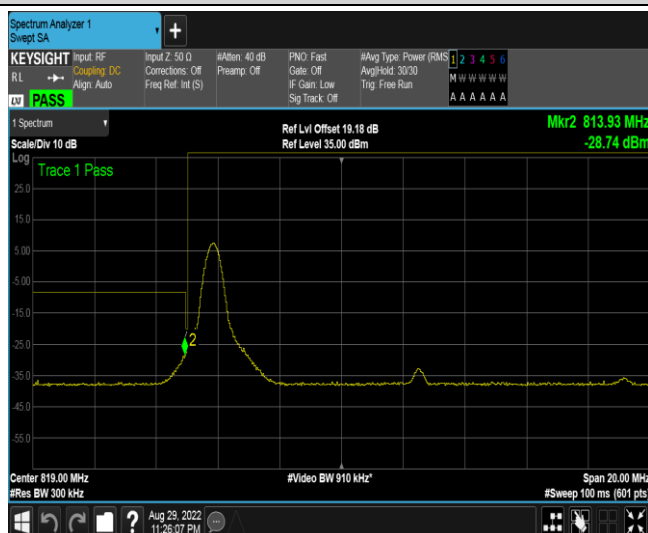 Spectrum Analyzer 1
Swept SA
+
KEYSIGHT Input: RF Input Z: 50 Ω #Atten: 40 dB PNO: Fast #Avg Type: Power (RMS 1 2 3 4 5 6
RL Coupling: DC Corrections: Off Preamp: Off Gate: Off Avg|Hold: 30/30 M W W W W W
Align: Auto Freq Ref: Int (S) IF Gain: Low Trig: Free Run
LXI PASS Sig Track: Off A A A A A A
1 Spectrum Ref Lvl Offset 19.18 dB Mkr2 813.93 MHz
Scale/Div 10 dB Ref Level 35.00 dBm -28.74 dBm
Log
Trace 1 Pass
25.0
15.0
5.00
-5.00
-15.0
2
-25.0
-35.0
-45.0
-55.0
Center 819.00 MHz #Video BW 910 kHz* Span 20.00 MHz
#Res BW 300 kHz #Sweep 100 ms (601 pts)
? Aug 29, 2022
11:26:07 PM